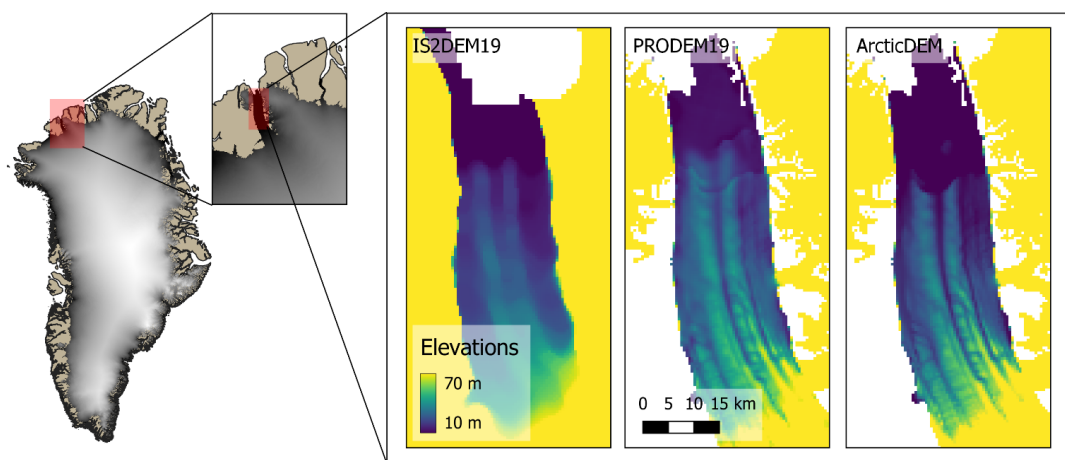 IS2DEM19
PRODEM19
ArcticDEM
Elevations
70 m
10 m
0 5 10 15 km